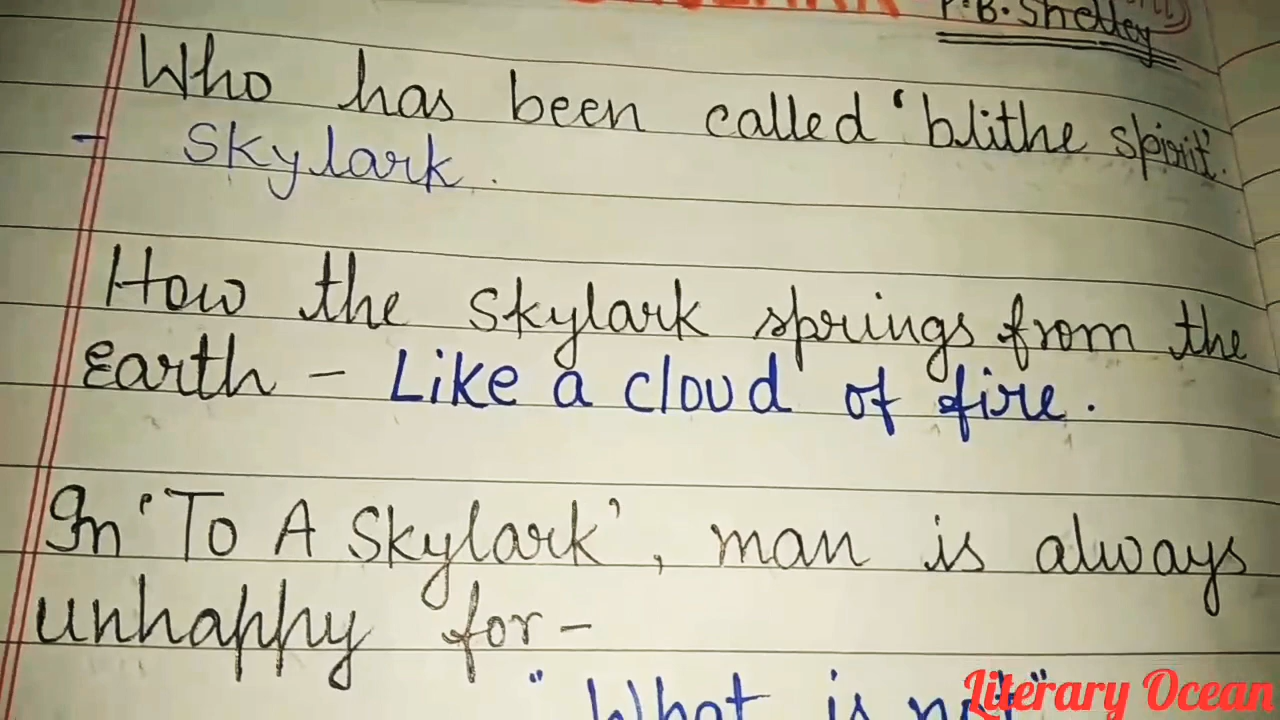 P.B. Shelley
Who has been called 'blithe spirit'.
- Skylark.
How the skylark springs from the
earth - Like a cloud of fire.
In 'To A Skylark', man is always
unhappy for -
"What is not"
Literary Ocean